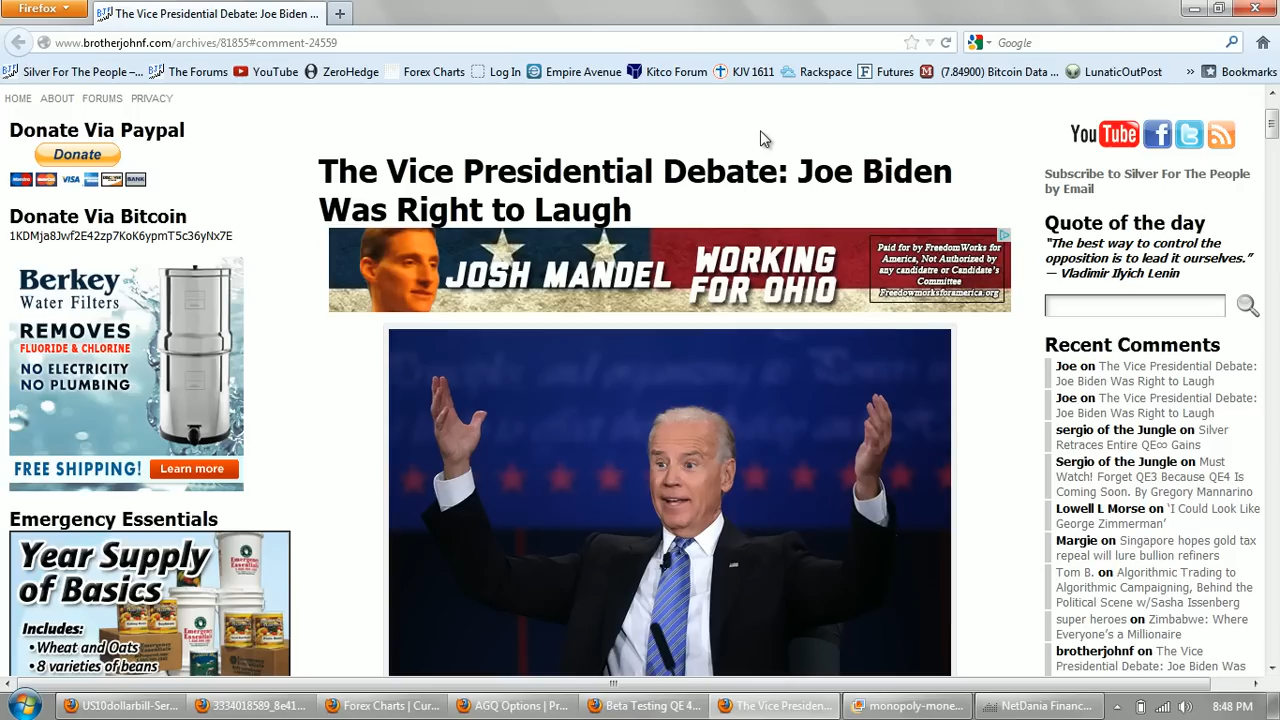 Firefox
The Vice Presidential Debate: Joe Biden ...
www.brotherjohnf.com/archives/81855#comment-24559
Google
Silver For The People –...
The Forums
YouTube
ZeroHedge
Forex Charts
Log In
Empire Avenue
Kitco Forum
KJV 1611
Rackspace
Futures
(7.84900) Bitcoin Data ...
LunaticOutPost
»
Bookmarks
HOME ABOUT FORUMS PRIVACY
Donate Via Paypal
Donate
VISA
BANK
Donate Via Bitcoin
1KDMja8Jwf2E42zp7KoK6ypmT5c36yNx7E
Berkey
Water Filters
REMOVES
FLUORIDE & CHLORINE
NO ELECTRICITY
NO PLUMBING
FREE SHIPPING!
Learn more
Emergency Essentials
Year Supply
of Basics
Includes:
• Wheat and Oats
• 8 varieties of beans
The Vice Presidential Debate: Joe Biden
Was Right to Laugh
JOSH MANDEL
WORKING
FOR OHIO
Paid for by FreedomWorks for
America, Not Authorized by
any candidate or Candidate's
Committee
Freedomworksforamerica.org
You Tube
Subscribe to Silver For The People
by Email
Quote of the day
"The best way to control the
opposition is to lead it ourselves."
— Vladimir Ilyich Lenin
Recent Comments
Joe on The Vice Presidential Debate:
Joe Biden Was Right to Laugh
Joe on The Vice Presidential Debate:
Joe Biden Was Right to Laugh
sergio of the Jungle on Silver
Retraces Entire QE∞ Gains
Sergio of the Jungle on Must
Watch! Forget QE3 Because QE4 Is
Coming Soon. By Gregory Mannarino
Lowell L Morse on 'I Could Look Like
George Zimmerman'
Margie on Singapore hopes gold tax
repeal will lure bullion refiners
Tom B. on Algorithmic Trading to
Algorithmic Campaigning, Behind the
Political Scene w/Sasha Issenberg
super heroes on Zimbabwe: Where
Everyone's a Millionaire
brotherjohnf on The Vice
Presidential Debate: Joe Biden Was
US10dollarbill-Ser...
3334018589_8e41...
Forex Charts | Cur...
AGQ Options | Pr...
Beta Testing QE 4...
The Vice Presiden...
monopoly-mone...
NetDania Financ...
8:48 PM